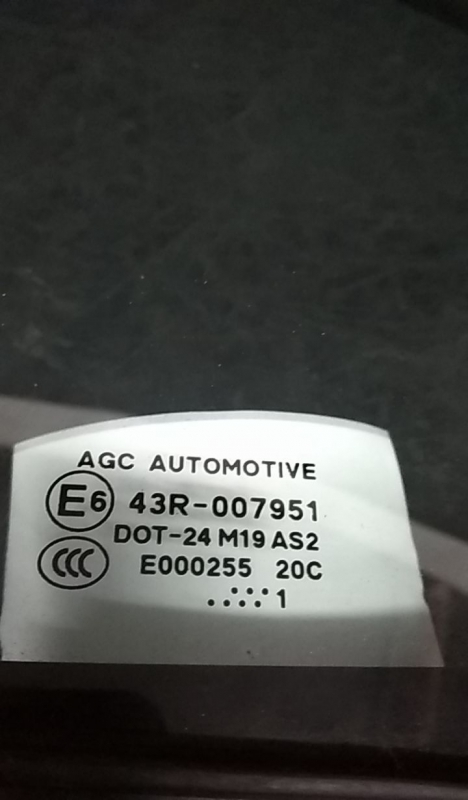 AGC AUTOMOTIVE
E6 43R-007951
DOT-24 M19 AS2
CCC E000255 20C
.:::·1